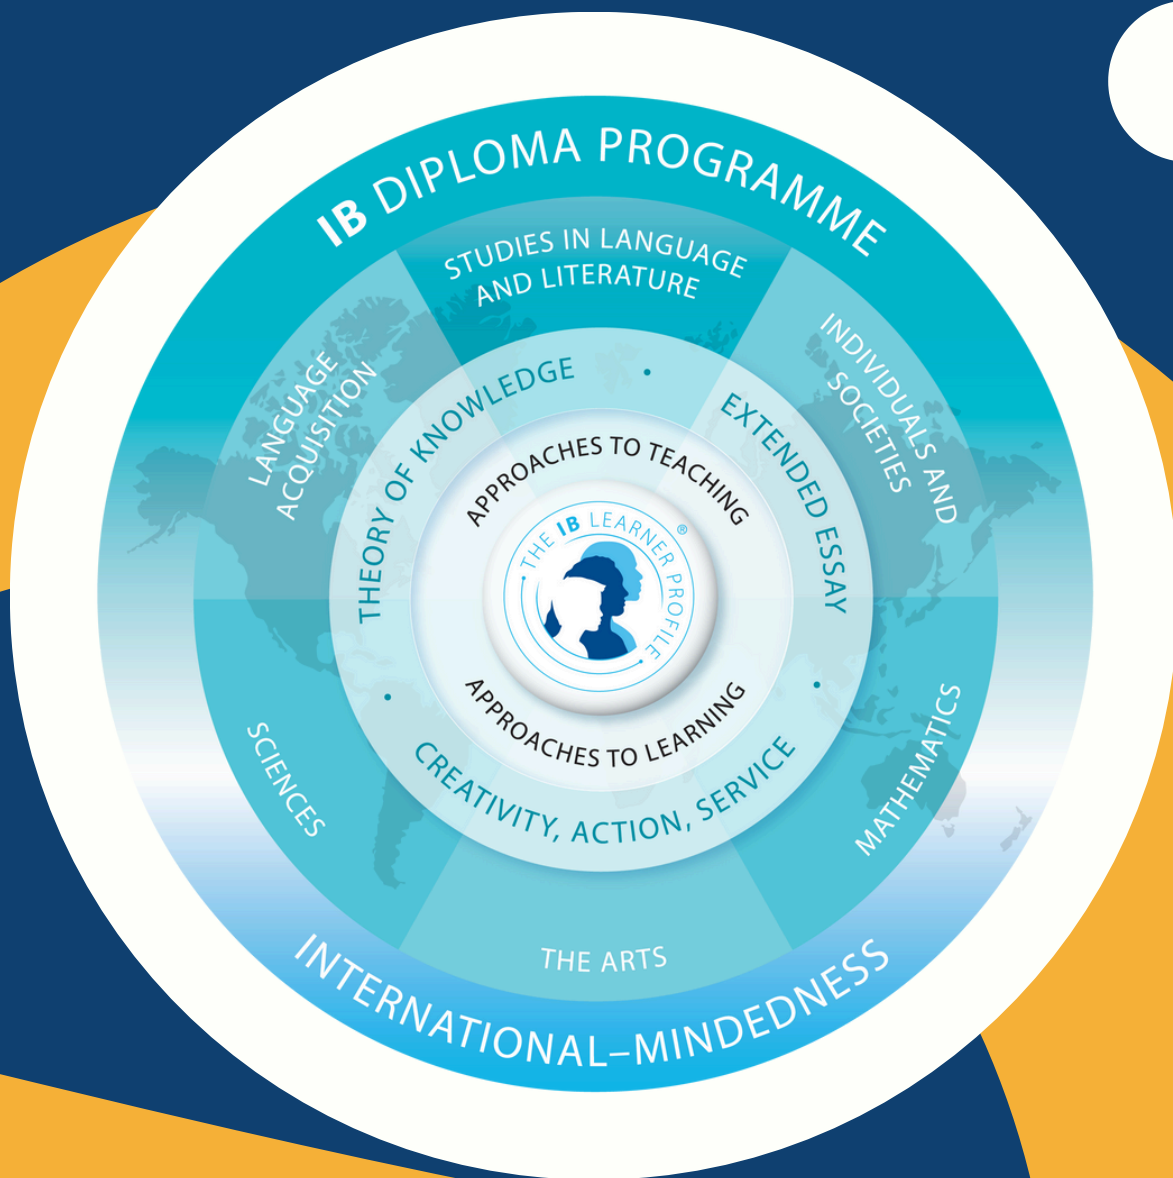 IB DIPLOMA PROGRAMME
STUDIES IN LANGUAGE
AND LITERATURE
LANGUAGE
ACQUISITION
INDIVIDUALS AND
SOCIETIES
THEORY OF KNOWLEDGE
EXTENDED ESSAY
APPROACHES TO TEACHING
THE IB LEARNER PROFILE ®
APPROACHES TO LEARNING
CREATIVITY, ACTION, SERVICE
SCIENCES
MATHEMATICS
THE ARTS
INTERNATIONAL–MINDEDNESS